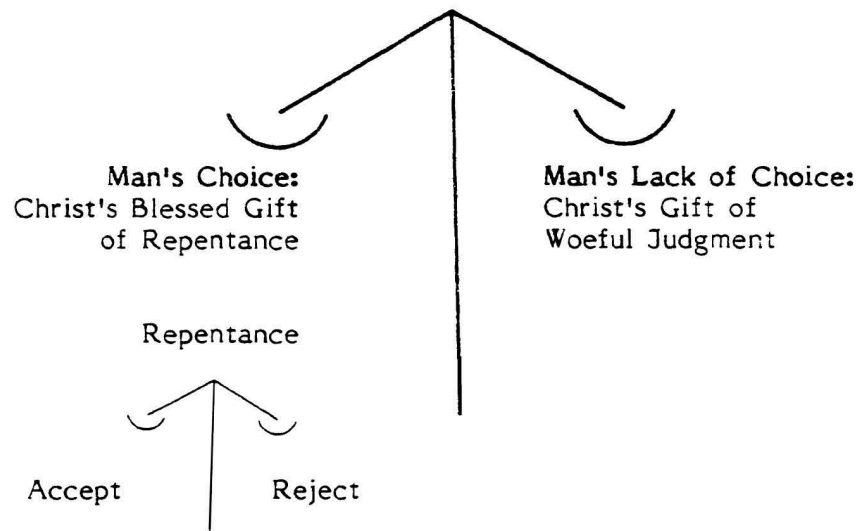 Man's Choice:
Christ's Blessed Gift
of Repentance
Man's Lack of Choice:
Christ's Gift of
Woeful Judgment
Repentance
Accept
Reject